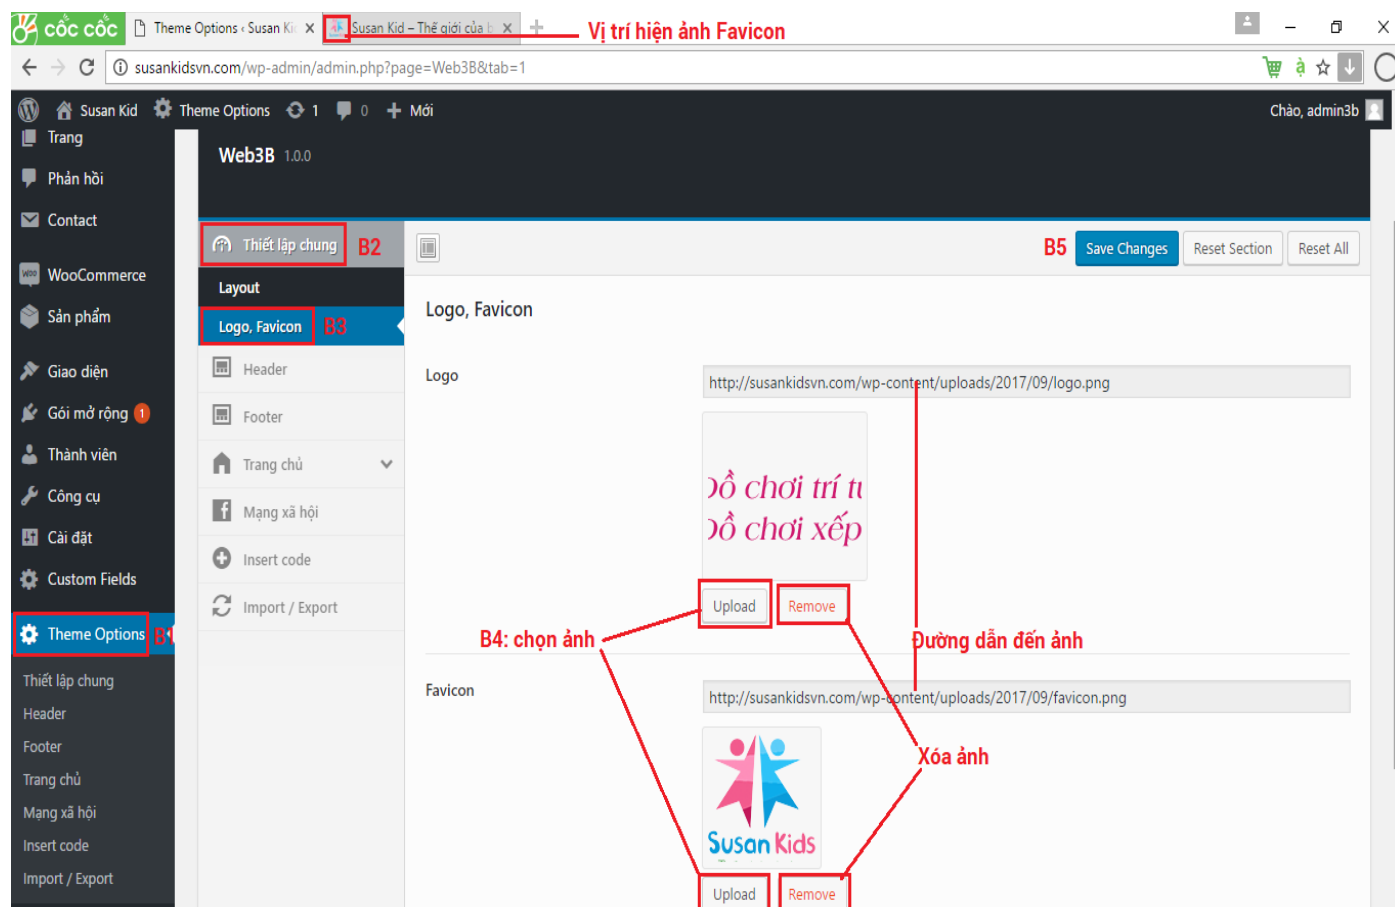 cốc cốc
Theme Options ‹ Susan Ki
Susan Kid – Thế giới của b
Vị trí hiện ảnh Favicon
susankidsvn.com/wp-admin/admin.php?page=Web3B&tab=1
Susan Kid
Theme Options
1
0
Mới
Chào, admin3b
Trang
Phản hồi
Contact
WooCommerce
Sản phẩm
Giao diện
Gói mở rộng 1
Thành viên
Công cụ
Cài đặt
Custom Fields
Theme Options B1
Thiết lập chung
Header
Footer
Trang chủ
Mạng xã hội
Insert code
Import / Export
Web3B 1.0.0
Thiết lập chung B2
Layout
Logo, Favicon B3
Header
Footer
Trang chủ
Mạng xã hội
Insert code
Import / Export
B5 Save Changes Reset Section Reset All
Logo, Favicon
Logo
http://susankidsvn.com/wp-content/uploads/2017/09/logo.png
Đồ chơi trí tu
Đồ chơi xếp
Upload Remove
B4: chọn ảnh
Đường dẫn đến ảnh
Favicon
http://susankidsvn.com/wp-content/uploads/2017/09/favicon.png
Xóa ảnh
Susan Kids
Upload Remove